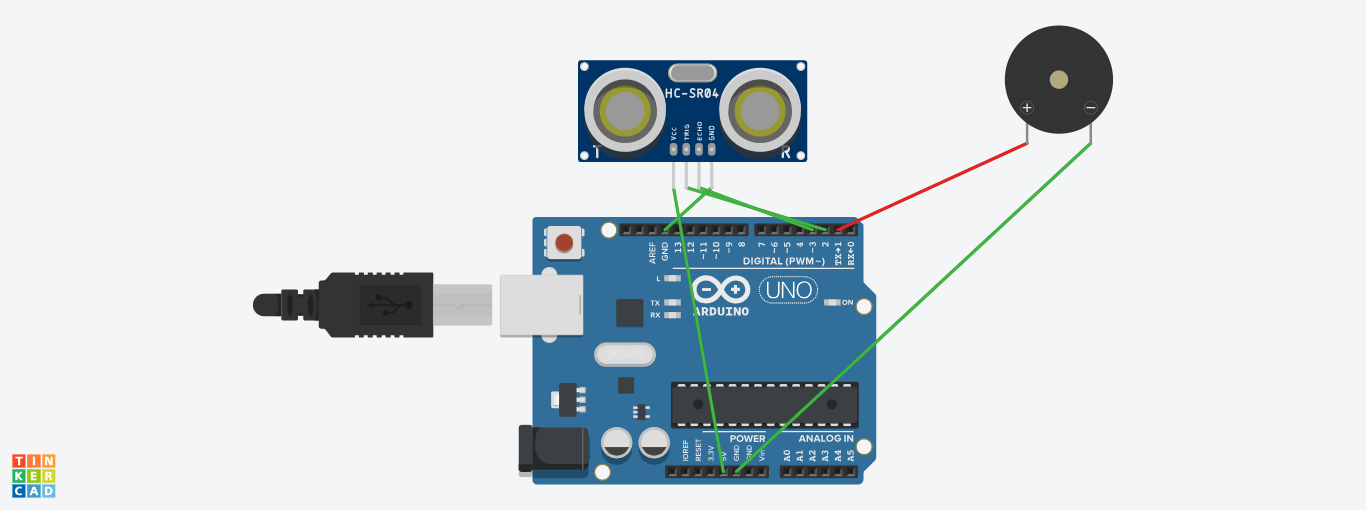 HC-SR04
VCC
TRIG
ECHO
GND
T
R
+
−
AREF
GND
13
12
~11
~10
~9
8
7
~6
~5
4
~3
2
TX→1
RX←0
DIGITAL (PWM~)
L
TX
RX
ARDUINO
UNO
ON
POWER
ANALOG IN
IOREF
RESET
3.3V
5V
GND
GND
Vin
A0
A1
A2
A3
A4
A5
TIN
KER
CAD